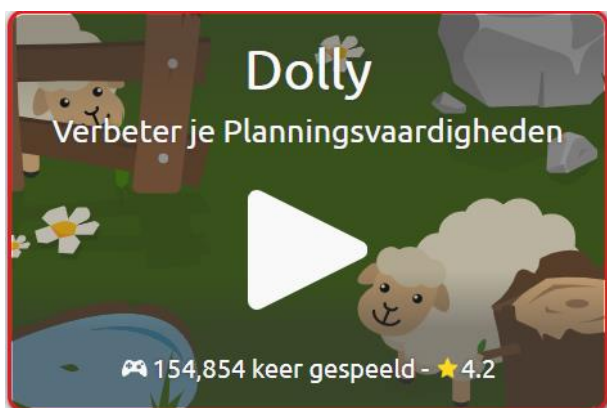 Dolly
Verbeter je Planningsvaardigheden
154,854 keer gespeeld - 4.2